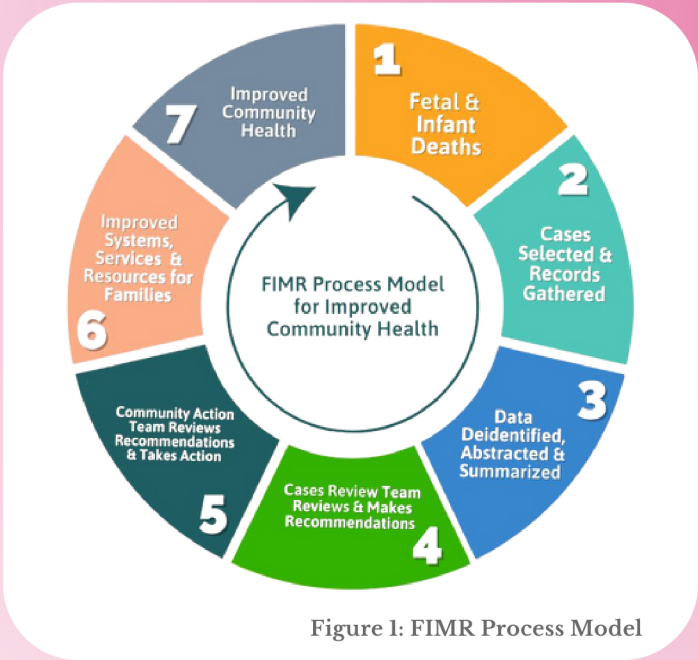 1
Fetal &
Infant
Deaths
2
Cases
Selected &
Records
Gathered
3
Data
Deidentified,
Abstracted &
Summarized
Cases Review Team
Reviews & Makes
Recommendations
4
Community Action
Team Reviews
Recommendations
& Takes Action
5
Improved
Systems,
Services &
Resources for
Families
6
Improved
Community
Health
7
FIMR Process Model
for Improved
Community Health
Figure 1: FIMR Process Model